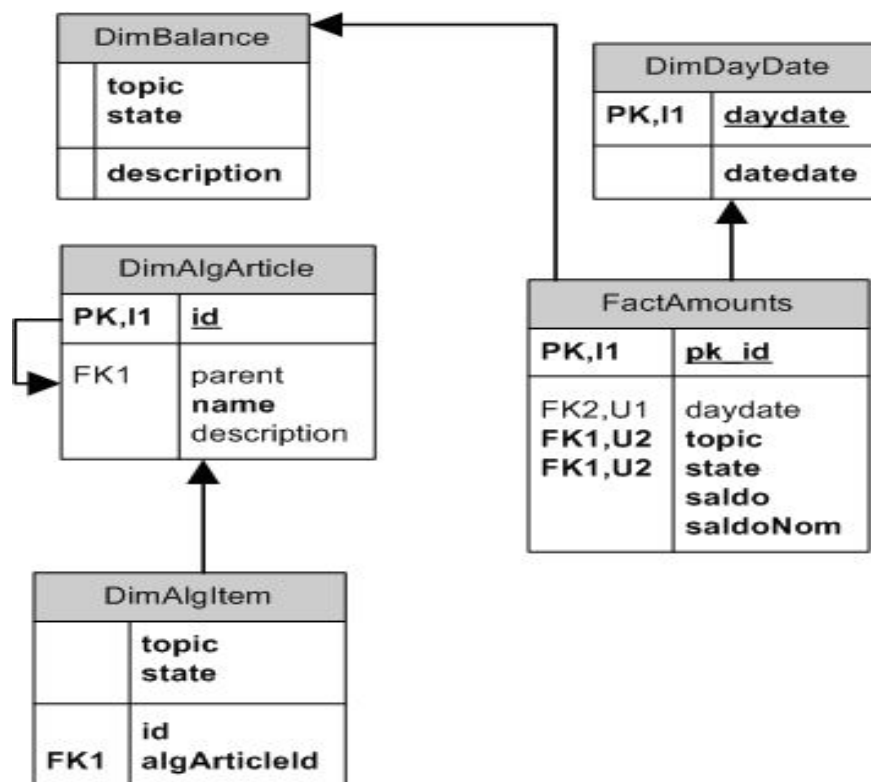 DimBalance
topic
state
description
DimDayDate
PK,I1 daydate
datedate
DimAlgArticle
PK,I1 id
FK1 parent
name
description
FactAmounts
PK,I1 pk_id
FK2,U1 daydate
FK1,U2 topic
FK1,U2 state
saldo
saldoNom
DimAlgItem
topic
state
id
FK1 algArticleId